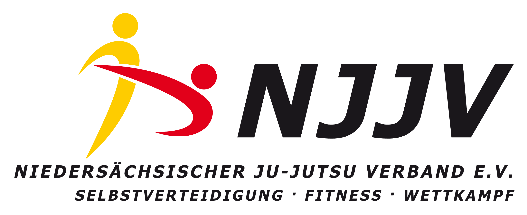 NJJV
NIEDERSÄCHSISCHER JU-JUTSU VERBAND E.V.
SELBSTVERTEIDIGUNG · FITNESS · WETTKAMPF